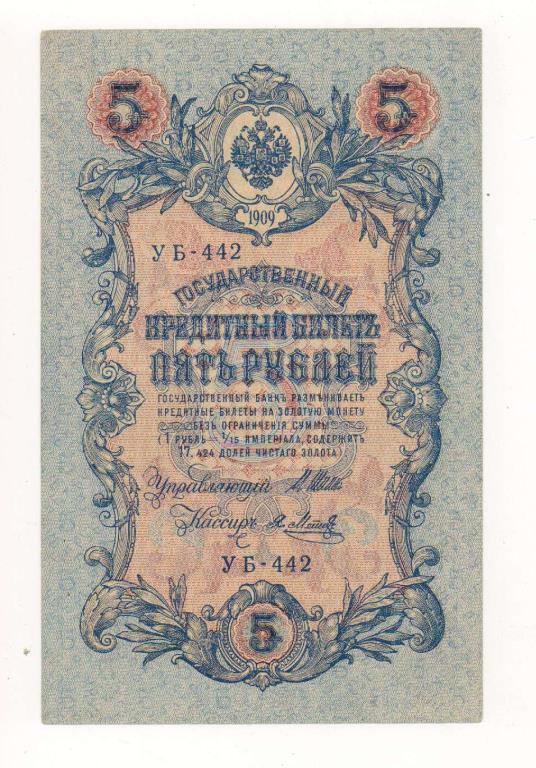 5 5
1909
УБ-442
ГОСУДАРСТВЕННЫЙ
КРЕДИТНЫЙ БИЛЕТЪ
ПЯТЬ РУБЛЕЙ
ГОСУДАРСТВЕННЫЙ БАНКЪ РАЗМѢНИВАЕТЪ
КРЕДИТНЫЕ БИЛЕТЫ НА ЗОЛОТУЮ МОНЕТУ
БЕЗЪ ОГРАНИЧЕНІЯ СУММЫ
(1 РУБЛЬ = 1/15 ИМПЕРІАЛА, СОДЕРЖИТЪ
17,424 ДОЛЕЙ ЧИСТАГО ЗОЛОТА)
Управляющій
Кассиръ
УБ-442
5